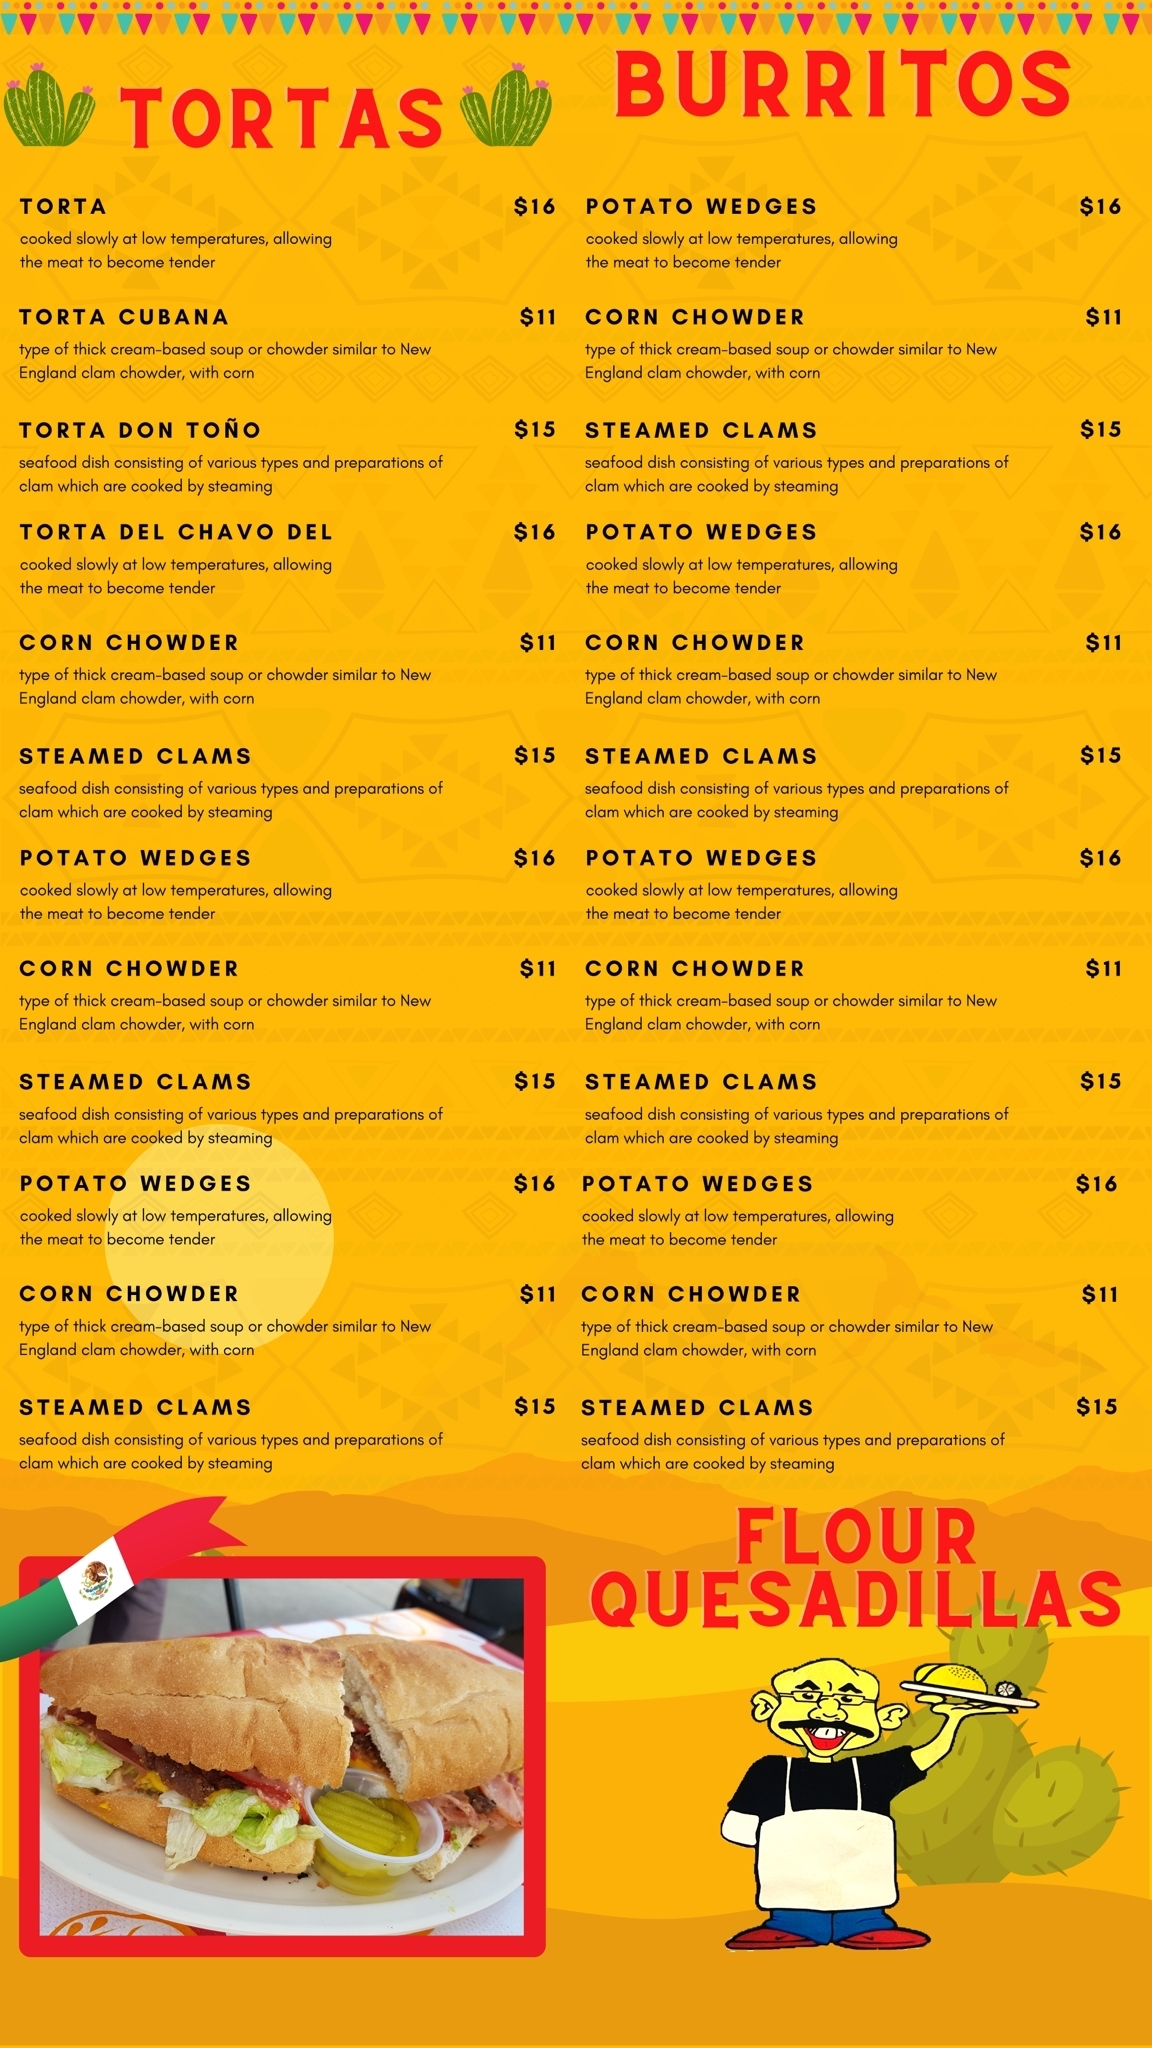 TORTAS
TORTA $16
cooked slowly at low temperatures, allowing
the meat to become tender
TORTA CUBANA $11
type of thick cream-based soup or chowder similar to New
England clam chowder, with corn
TORTA DON TOÑO $15
seafood dish consisting of various types and preparations of
clam which are cooked by steaming
TORTA DEL CHAVO DEL $16
cooked slowly at low temperatures, allowing
the meat to become tender
CORN CHOWDER $11
type of thick cream-based soup or chowder similar to New
England clam chowder, with corn
STEAMED CLAMS $15
seafood dish consisting of various types and preparations of
clam which are cooked by steaming
POTATO WEDGES $16
cooked slowly at low temperatures, allowing
the meat to become tender
CORN CHOWDER $11
type of thick cream-based soup or chowder similar to New
England clam chowder, with corn
STEAMED CLAMS $15
seafood dish consisting of various types and preparations of
clam which are cooked by steaming
POTATO WEDGES $16
cooked slowly at low temperatures, allowing
the meat to become tender
CORN CHOWDER $11
type of thick cream-based soup or chowder similar to New
England clam chowder, with corn
STEAMED CLAMS $15
seafood dish consisting of various types and preparations of
clam which are cooked by steaming
BURRITOS
POTATO WEDGES $16
cooked slowly at low temperatures, allowing
the meat to become tender
CORN CHOWDER $11
type of thick cream-based soup or chowder similar to New
England clam chowder, with corn
STEAMED CLAMS $15
seafood dish consisting of various types and preparations of
clam which are cooked by steaming
POTATO WEDGES $16
cooked slowly at low temperatures, allowing
the meat to become tender
CORN CHOWDER $11
type of thick cream-based soup or chowder similar to New
England clam chowder, with corn
STEAMED CLAMS $15
seafood dish consisting of various types and preparations of
clam which are cooked by steaming
POTATO WEDGES $16
cooked slowly at low temperatures, allowing
the meat to become tender
CORN CHOWDER $11
type of thick cream-based soup or chowder similar to New
England clam chowder, with corn
STEAMED CLAMS $15
seafood dish consisting of various types and preparations of
clam which are cooked by steaming
POTATO WEDGES $16
cooked slowly at low temperatures, allowing
the meat to become tender
CORN CHOWDER $11
type of thick cream-based soup or chowder similar to New
England clam chowder, with corn
STEAMED CLAMS $15
seafood dish consisting of various types and preparations of
clam which are cooked by steaming
FLOUR
QUESADILLAS